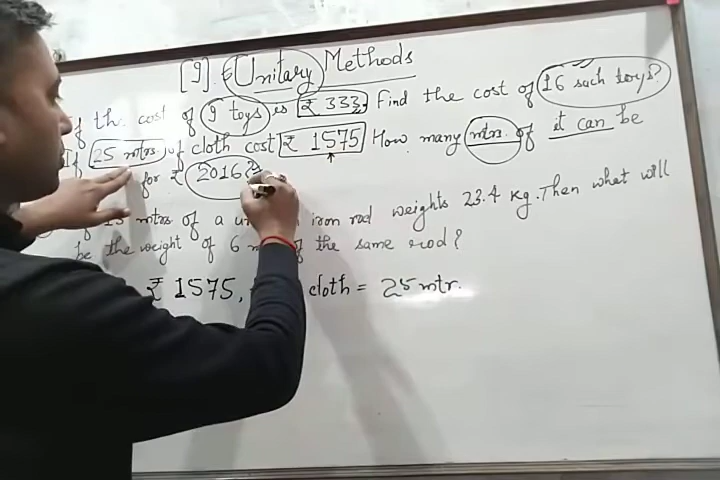 [9] Unitary Methods
If the cost of 9 toys is ₹ 333. Find the cost of 16 such toys?
If 25 mtrs. of cloth cost ₹ 1575 How many mtr. of it can be
for ₹ 2016?
13 mtrs of a iron rod weights 23.4 kg. Then what will
be the weight of 6 of the same rod?
₹ 1575, cloth = 25 mtr.